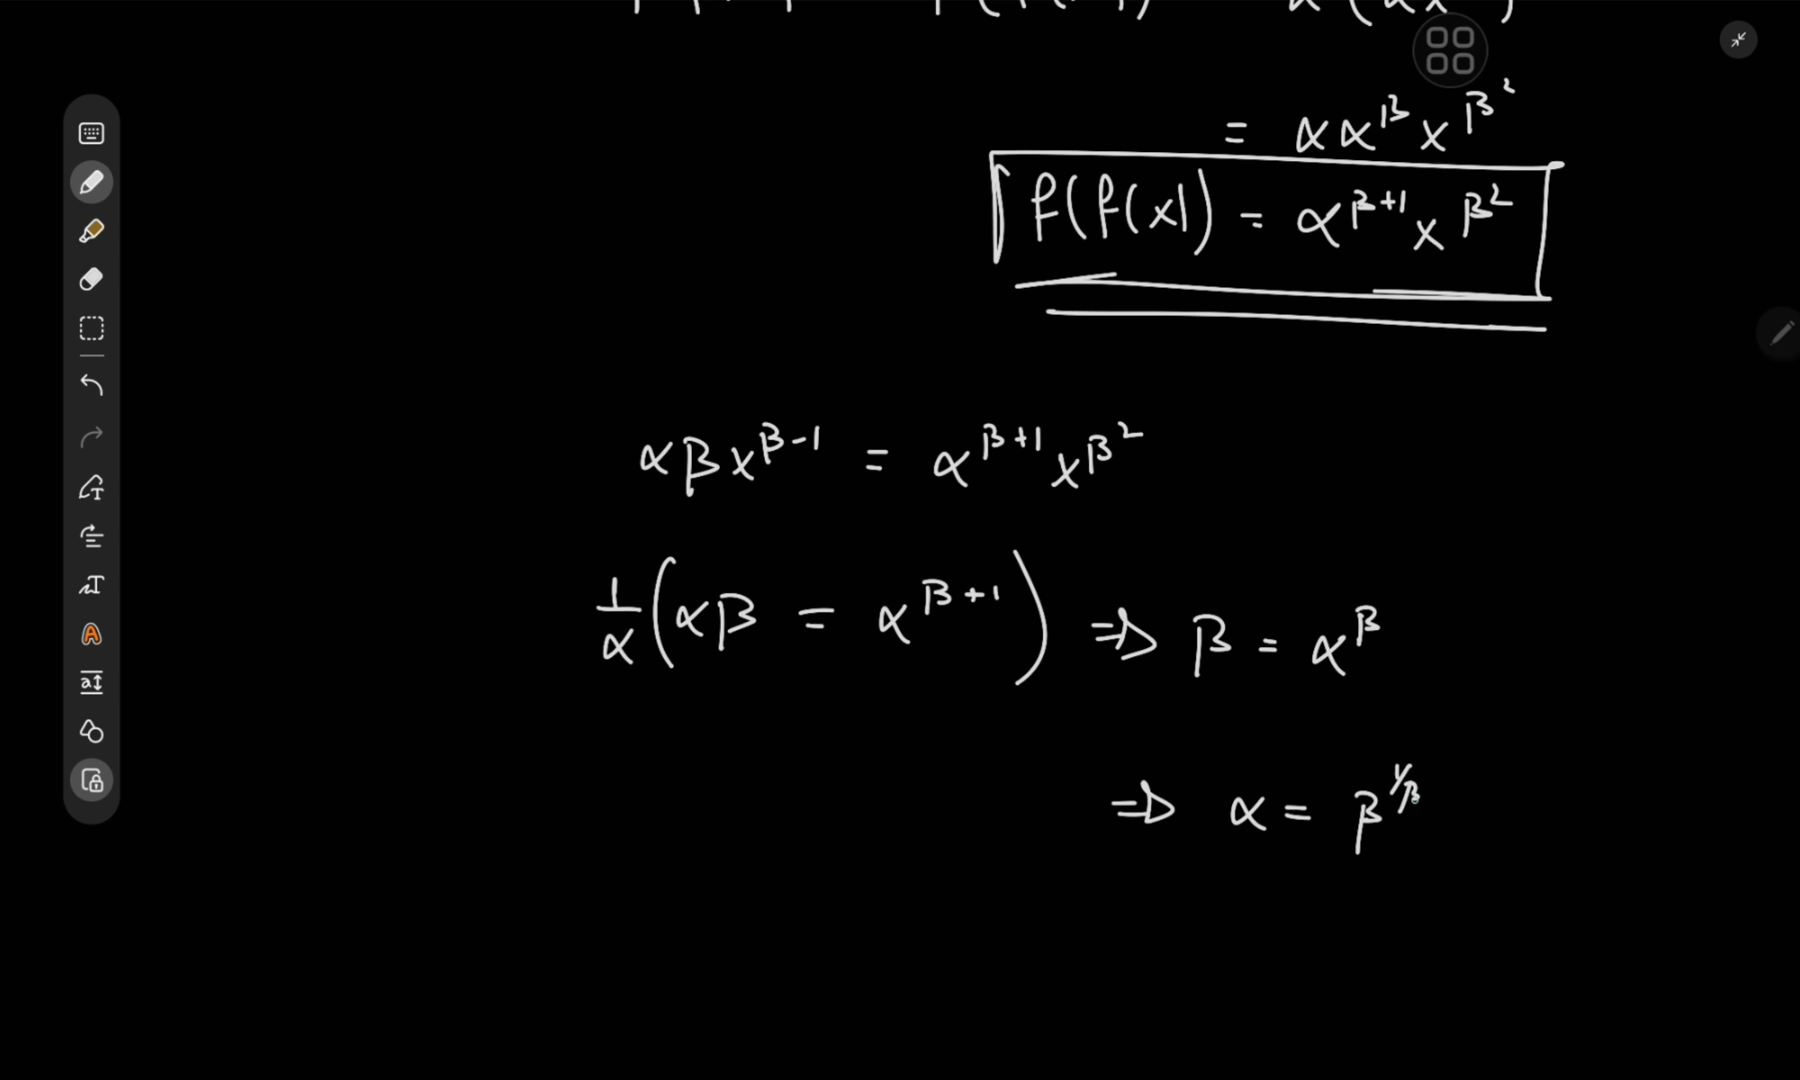 = αα^β x^β²
f(f(x)) = α^β+1 x^β²
αβx^β-1 = α^β+1 x^β²
1/α (αβ = α^β+1) ⇒ β = α^β
⇒ α = β^1/β